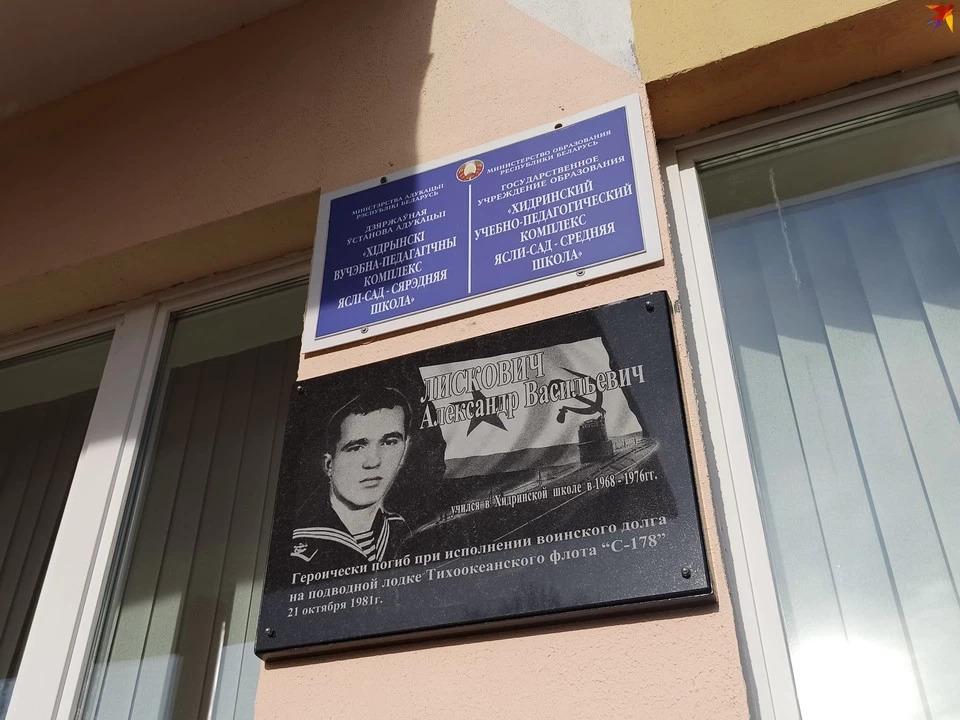 МІНІСТЭРСТВА АДУКАЦЫІ
РЭСПУБЛІКІ БЕЛАРУСЬ
ДЗЯРЖАЎНАЯ
ЎСТАНОВА АДУКАЦЫІ
«ХІДРЫНСКІ
ВУЧЭБНА-ПЕДАГАГІЧНЫ
КОМПЛЕКС
ЯСЛІ-САД - СЯРЭДНЯЯ
ШКОЛА»
МИНИСТЕРСТВО ОБРАЗОВАНИЯ
РЕСПУБЛИКИ БЕЛАРУСЬ
ГОСУДАРСТВЕННОЕ
УЧРЕЖДЕНИЕ ОБРАЗОВАНИЯ
«ХИДРИНСКИЙ
УЧЕБНО-ПЕДАГОГИЧЕСКИЙ
КОМПЛЕКС
ЯСЛИ-САД - СРЕДНЯЯ
ШКОЛА»
ЛИСКОВИЧ
Александр Васильевич
учился в Хидринской школе в 1968 - 1976гг.
Героически погиб при исполнении воинского долга
на подводной лодке Тихоокеанского флота “С-178”
21 октября 1981г.